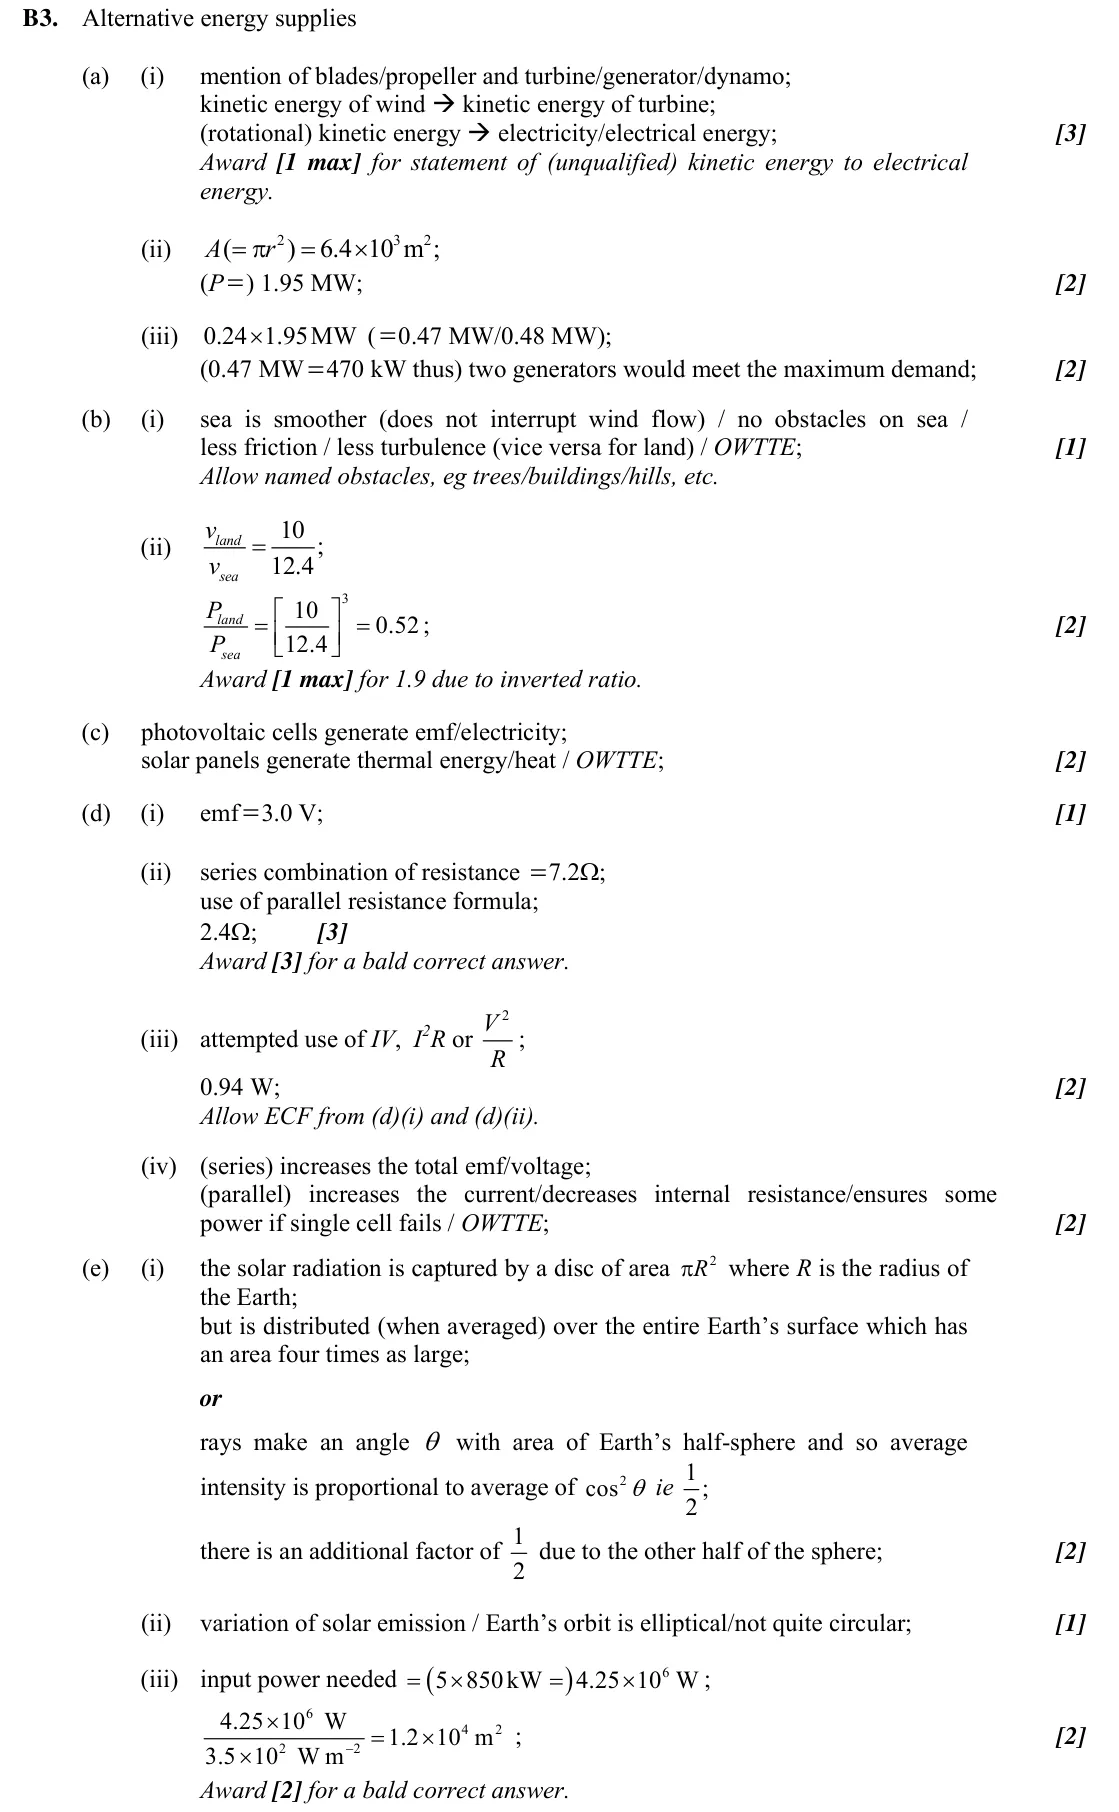 B3. Alternative energy supplies
(a) (i) mention of blades/propeller and turbine/generator/dynamo;
kinetic energy of wind → kinetic energy of turbine;
(rotational) kinetic energy → electricity/electrical energy; [3]
Award [1 max] for statement of (unqualified) kinetic energy to electrical
energy.
(ii) A(= πr²) = 6.4×10³ m²;
(P=) 1.95 MW; [2]
(iii) 0.24×1.95MW (=0.47 MW/0.48 MW);
(0.47 MW=470 kW thus) two generators would meet the maximum demand; [2]
(b) (i) sea is smoother (does not interrupt wind flow) / no obstacles on sea /
less friction / less turbulence (vice versa for land) / OWTTE; [1]
Allow named obstacles, eg trees/buildings/hills, etc.
(ii) v_land / v_sea = 10 / 12.4;
P_land / P_sea = [10 / 12.4]³ = 0.52; [2]
Award [1 max] for 1.9 due to inverted ratio.
(c) photovoltaic cells generate emf/electricity;
solar panels generate thermal energy/heat / OWTTE; [2]
(d) (i) emf=3.0 V; [1]
(ii) series combination of resistance =7.2Ω;
use of parallel resistance formula;
2.4Ω; [3]
Award [3] for a bald correct answer.
(iii) attempted use of IV, I²R or V² / R;
0.94 W; [2]
Allow ECF from (d)(i) and (d)(ii).
(iv) (series) increases the total emf/voltage;
(parallel) increases the current/decreases internal resistance/ensures some
power if single cell fails / OWTTE; [2]
(e) (i) the solar radiation is captured by a disc of area πR² where R is the radius of
the Earth;
but is distributed (when averaged) over the entire Earth's surface which has
an area four times as large;
or
rays make an angle θ with area of Earth's half-sphere and so average
intensity is proportional to average of cos² θ ie 1/2;
there is an additional factor of 1/2 due to the other half of the sphere; [2]
(ii) variation of solar emission / Earth's orbit is elliptical/not quite circular; [1]
(iii) input power needed = (5×850kW =)4.25×10⁶ W;
4.25×10⁶ W / 3.5×10² W m⁻² = 1.2×10⁴ m² ; [2]
Award [2] for a bald correct answer.